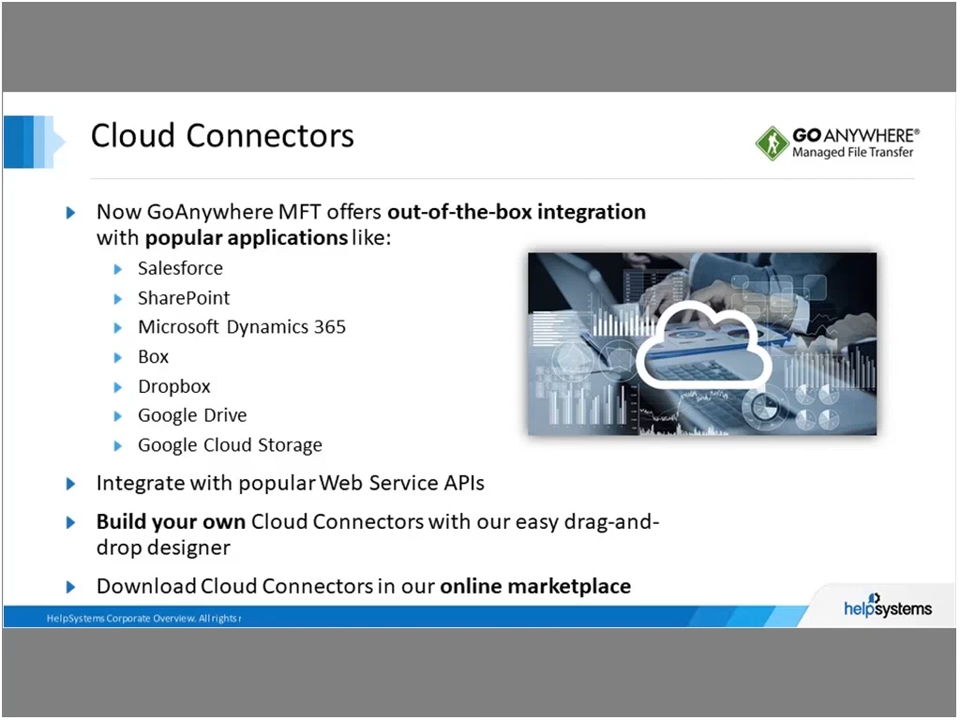 Cloud Connectors
GO ANYWHERE®
Managed File Transfer
Now GoAnywhere MFT offers out-of-the-box integration
with popular applications like:
Salesforce
SharePoint
Microsoft Dynamics 365
Box
Dropbox
Google Drive
Google Cloud Storage
Integrate with popular Web Service APIs
Build your own Cloud Connectors with our easy drag-and-
drop designer
Download Cloud Connectors in our online marketplace
HelpSystems Corporate Overview. All rights r
helpsystems